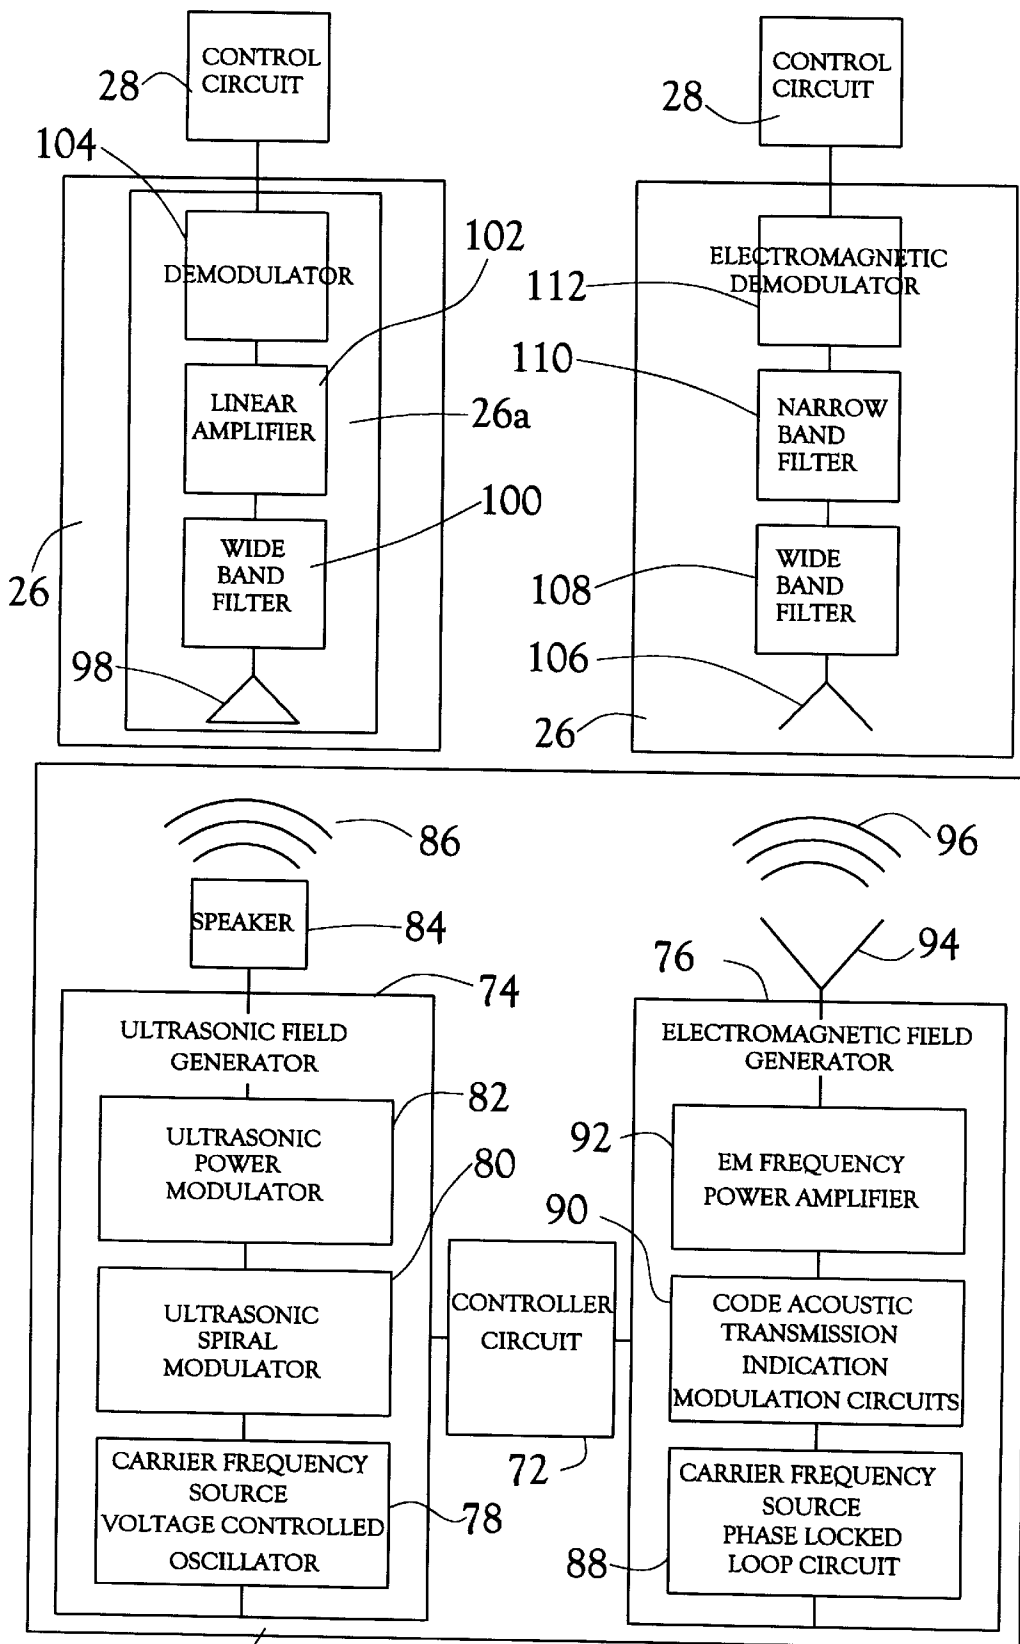 CONTROL
CIRCUIT
28
104
DEMODULATOR
102
LINEAR
AMPLIFIER
26a
WIDE
BAND
FILTER
100
26
98
CONTROL
CIRCUIT
28
ELECTROMAGNETIC
DEMODULATOR
112
110
NARROW
BAND
FILTER
WIDE
BAND
FILTER
108
106
26
86
SPEAKER
84
74
ULTRASONIC FIELD
GENERATOR
82
ULTRASONIC
POWER
MODULATOR
80
ULTRASONIC
SPIRAL
MODULATOR
CARRIER FREQUENCY
SOURCE
VOLTAGE CONTROLLED
OSCILLATOR
78
CONTROLLER
CIRCUIT
72
96
94
76
ELECTROMAGNETIC FIELD
GENERATOR
92
EM FREQUENCY
POWER AMPLIFIER
90
CODE ACOUSTIC
TRANSMISSION
INDICATION
MODULATION CIRCUITS
CARRIER FREQUENCY
SOURCE
PHASE LOCKED
LOOP CIRCUIT
88